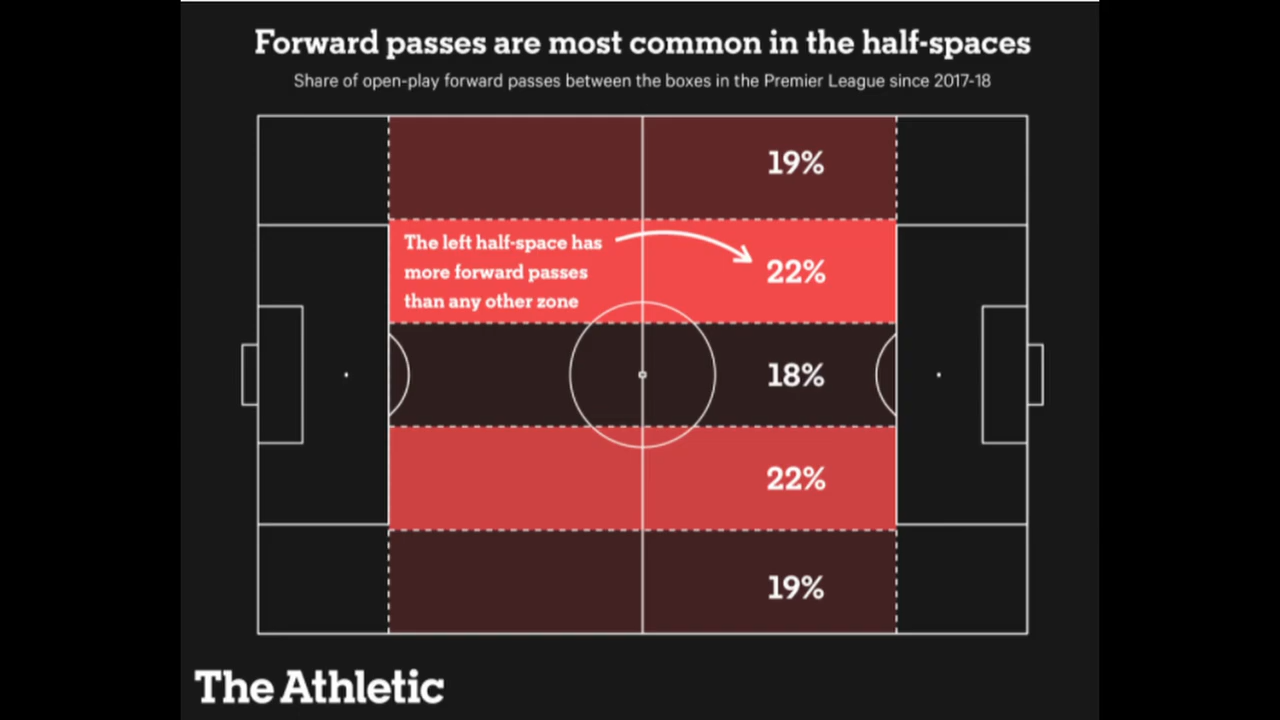 Forward passes are most common in the half-spaces
Share of open-play forward passes between the boxes in the Premier League since 2017-18
19%
The left half-space has
more forward passes
than any other zone
22%
18%
22%
19%
The Athletic